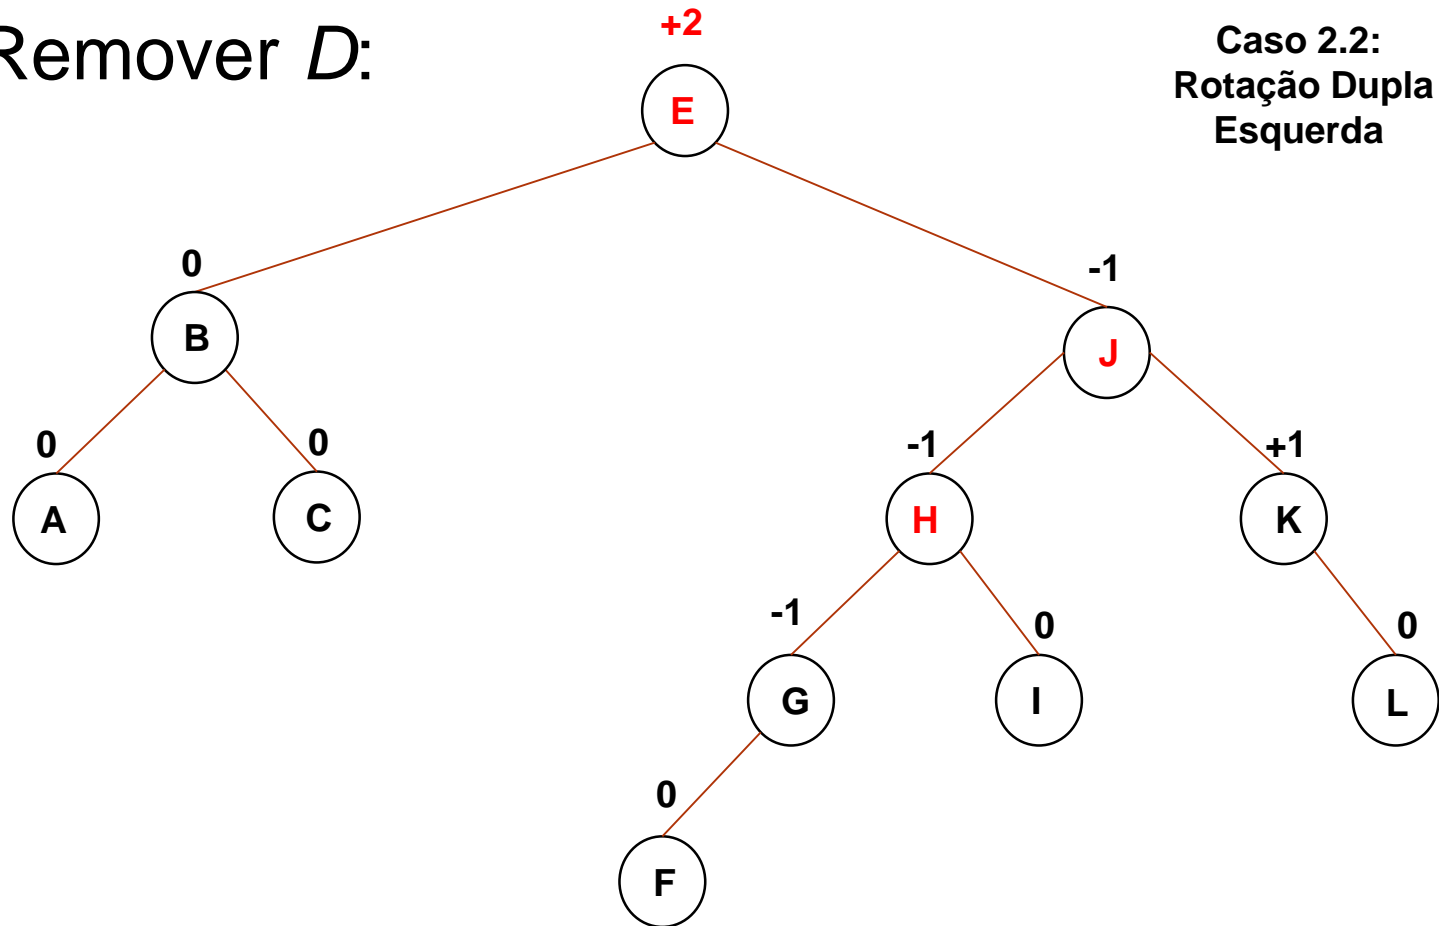 Remover D:
+2
Caso 2.2:
Rotação Dupla
Esquerda
E
0
-1
B
J
0
0
-1
+1
A
C
H
K
-1
0
0
G
I
L
0
F